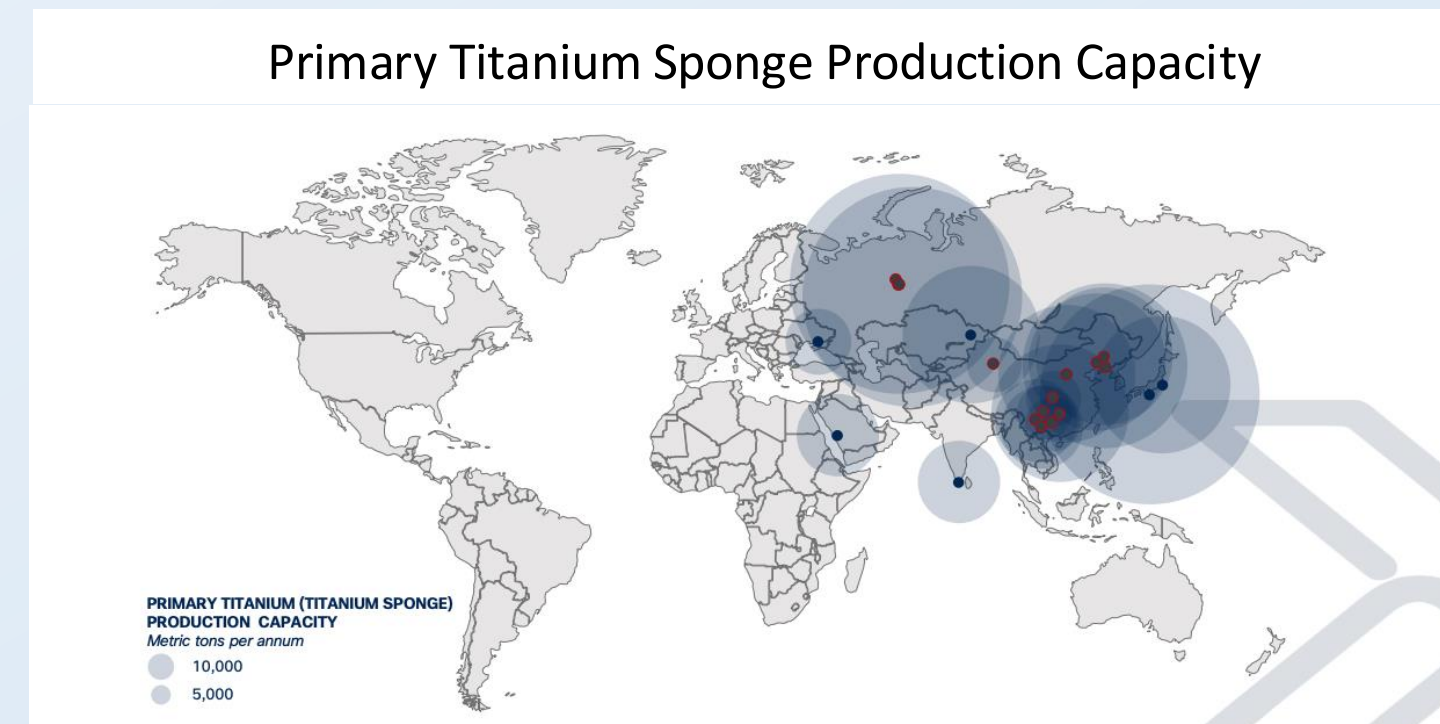 Primary Titanium Sponge Production Capacity
PRIMARY TITANIUM (TITANIUM SPONGE)
PRODUCTION CAPACITY
Metric tons per annum
10,000
5,000